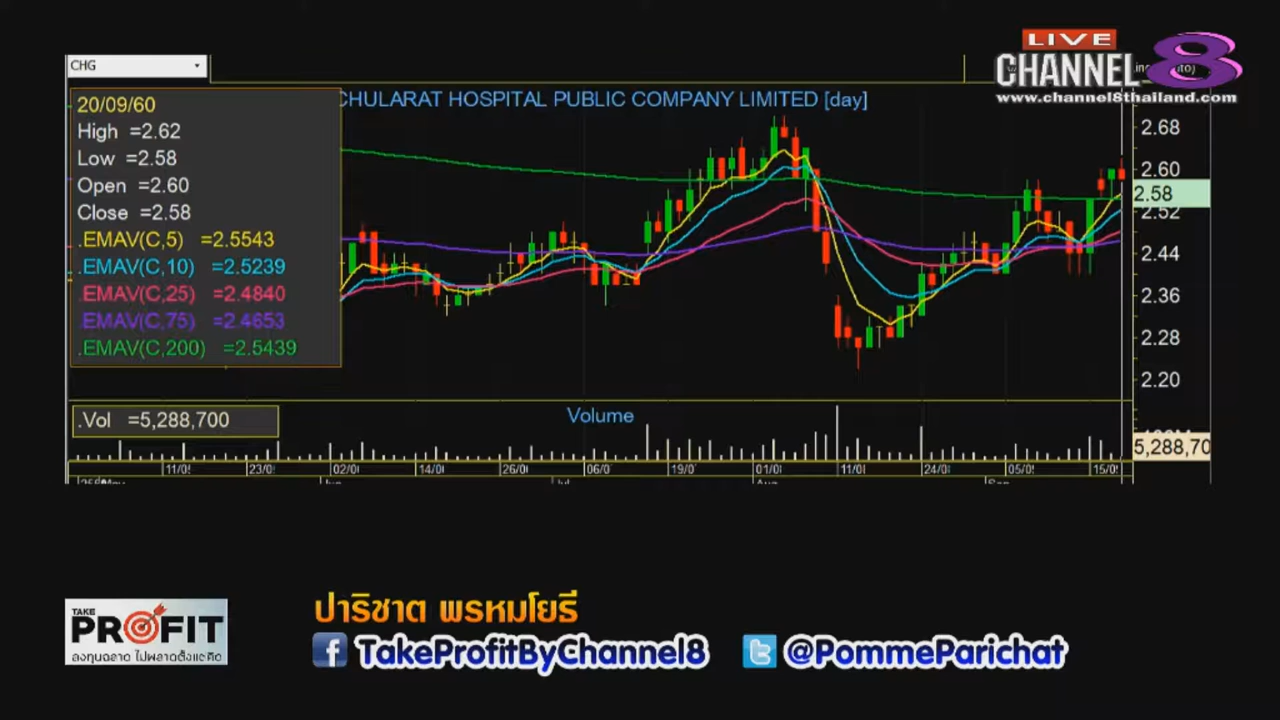 LIVE
CHANNEL 8
www.channel8thailand.com
CHG
CHULARAT HOSPITAL PUBLIC COMPANY LIMITED [day]
20/09/60
High =2.62
Low =2.58
Open =2.60
Close =2.58
.EMAV(C,5) =2.5543
.EMAV(C,10) =2.5239
.EMAV(C,25) =2.4840
.EMAV(C,75) =2.4653
.EMAV(C,200) =2.5439
2.68
2.60
2.58
2.52
2.44
2.36
2.28
2.20
.Vol =5,288,700
Volume
5,288,70
11/05 23/0 02/0 14/0 26/0 06/0 19/0 01/0 11/0 24/0 05/0 15/0
TAKE
PROFIT
ลงทุนฉลาด ไม่พลาดตั้งแต่คิด
ปาริชาต พรหมโยธี
TakeProfitByChannel8
@PommeParichat